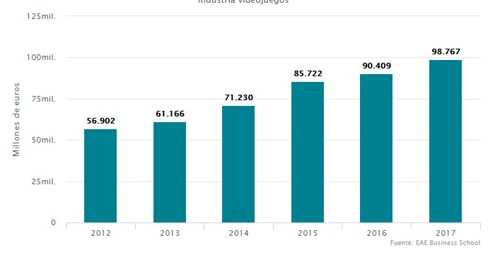 industria videojuegos
125mil.
100mil.
75mil.
50mil.
25mil.
0
Millones de euros
56.902
61.166
71.230
85.722
90.409
98.767
2012
2013
2014
2015
2016
2017
Fuente: EAE Business School